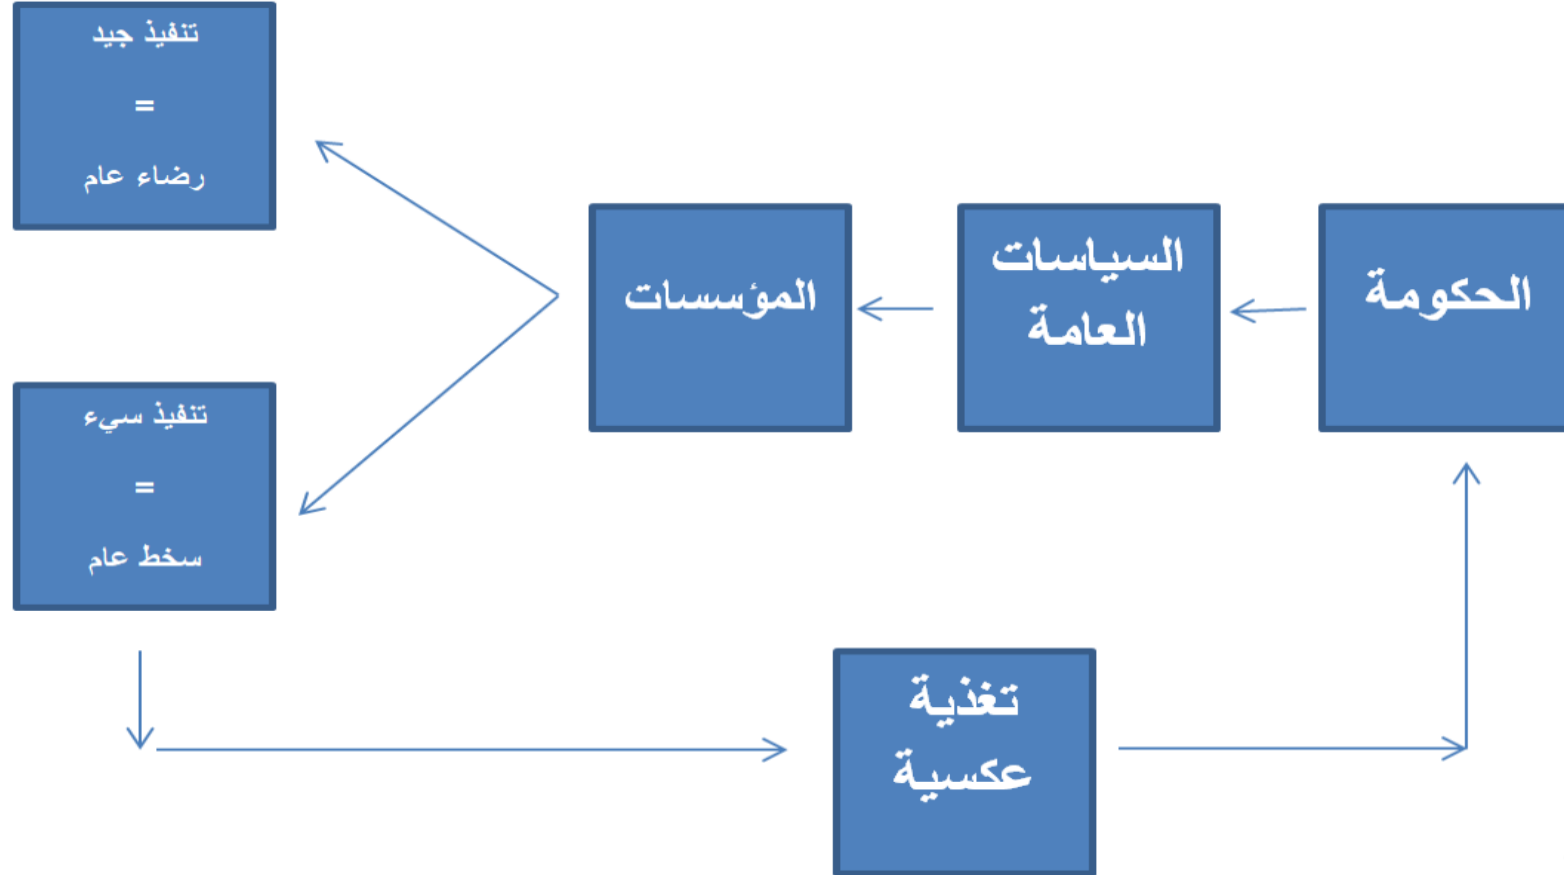 الحكومة
السياسات
العامة
المؤسسات
تنفيذ جيد
=
رضاء عام
تنفيذ سيء
=
سخط عام
تغذية
عكسية